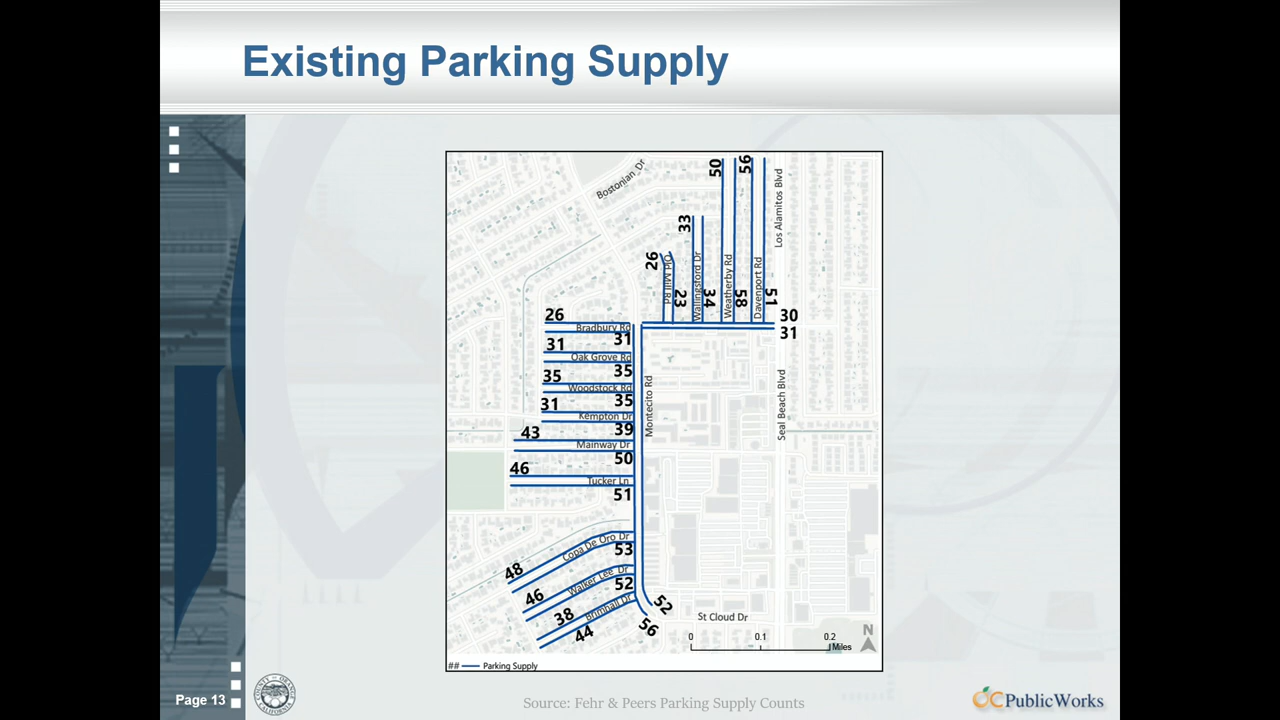 Existing Parking Supply
Bostonian Dr
50
56
Los Alamitos Blvd
33
26
Old Mill Rd
23
Wallingsford Dr
34
Weatherby Rd
58
Davenport Rd
51
30
31
26
Bradbury Rd
31
31
Oak Grove Rd
35
35
Woodstock Rd
35
31
Kempton Dr
39
43
Mainway Dr
50
46
Tucker Ln
51
Montecito Rd
Seal Beach Blvd
Copa De Oro Dr
53
48
Walker Lee Dr
52
46
Brimhall Dr
38
44
52
56
St Cloud Dr
N
0 0.1 0.2
Miles
## Parking Supply
Page 13
Source: Fehr & Peers Parking Supply Counts
OCPublicWorks